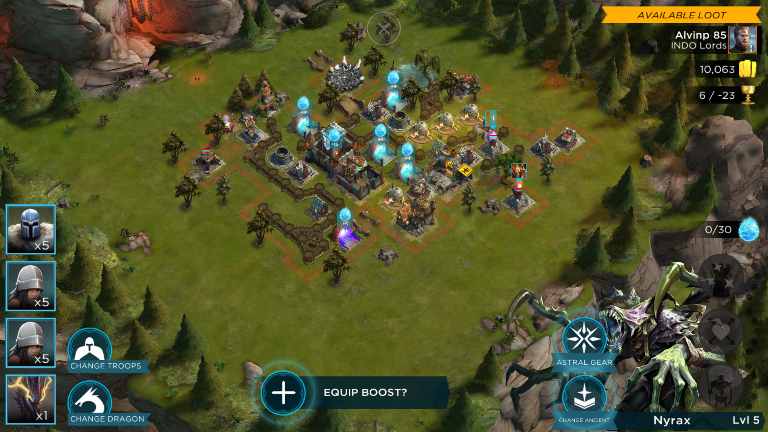 AVAILABLE LOOT
Alvinp 85
INDO Lords
10,063
6 / -23
0/30
x5
x5
x5
x1
CHANGE TROOPS
CHANGE DRAGON
EQUIP BOOST?
ASTRAL GEAR
CHANGE ANCIENT
Nyrax Lvl 5